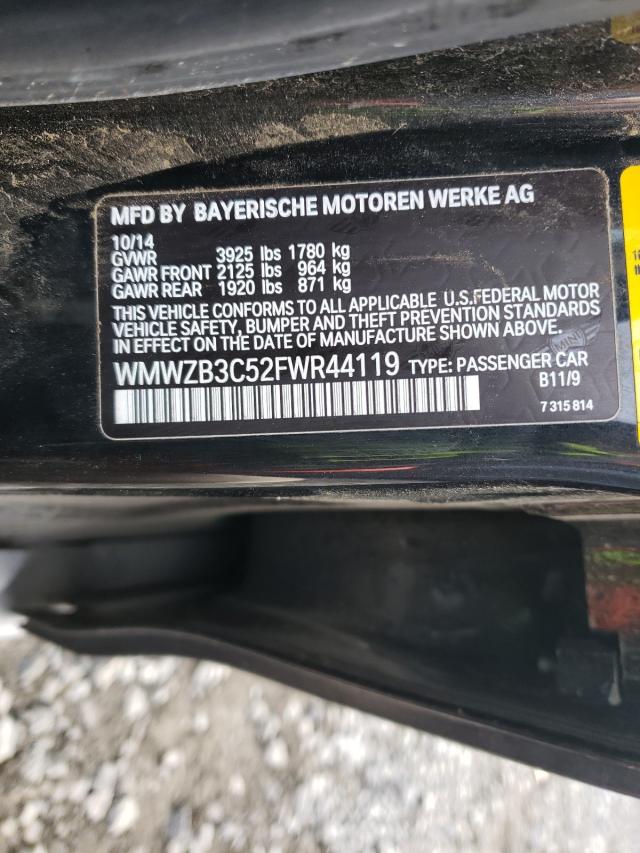 MFD BY BAYERISCHE MOTOREN WERKE AG
10/14
GVWR 3925 lbs 1780 kg
GAWR FRONT 2125 lbs 964 kg
GAWR REAR 1920 lbs 871 kg
THIS VEHICLE CONFORMS TO ALL APPLICABLE U.S.FEDERAL MOTOR
VEHICLE SAFETY, BUMPER AND THEFT PREVENTION STANDARDS
IN EFFECT ON THE DATE OF MANUFACTURE SHOWN ABOVE.
MINI
WMWZB3C52FWR44119 TYPE: PASSENGER CAR
B11/9
7 315 814